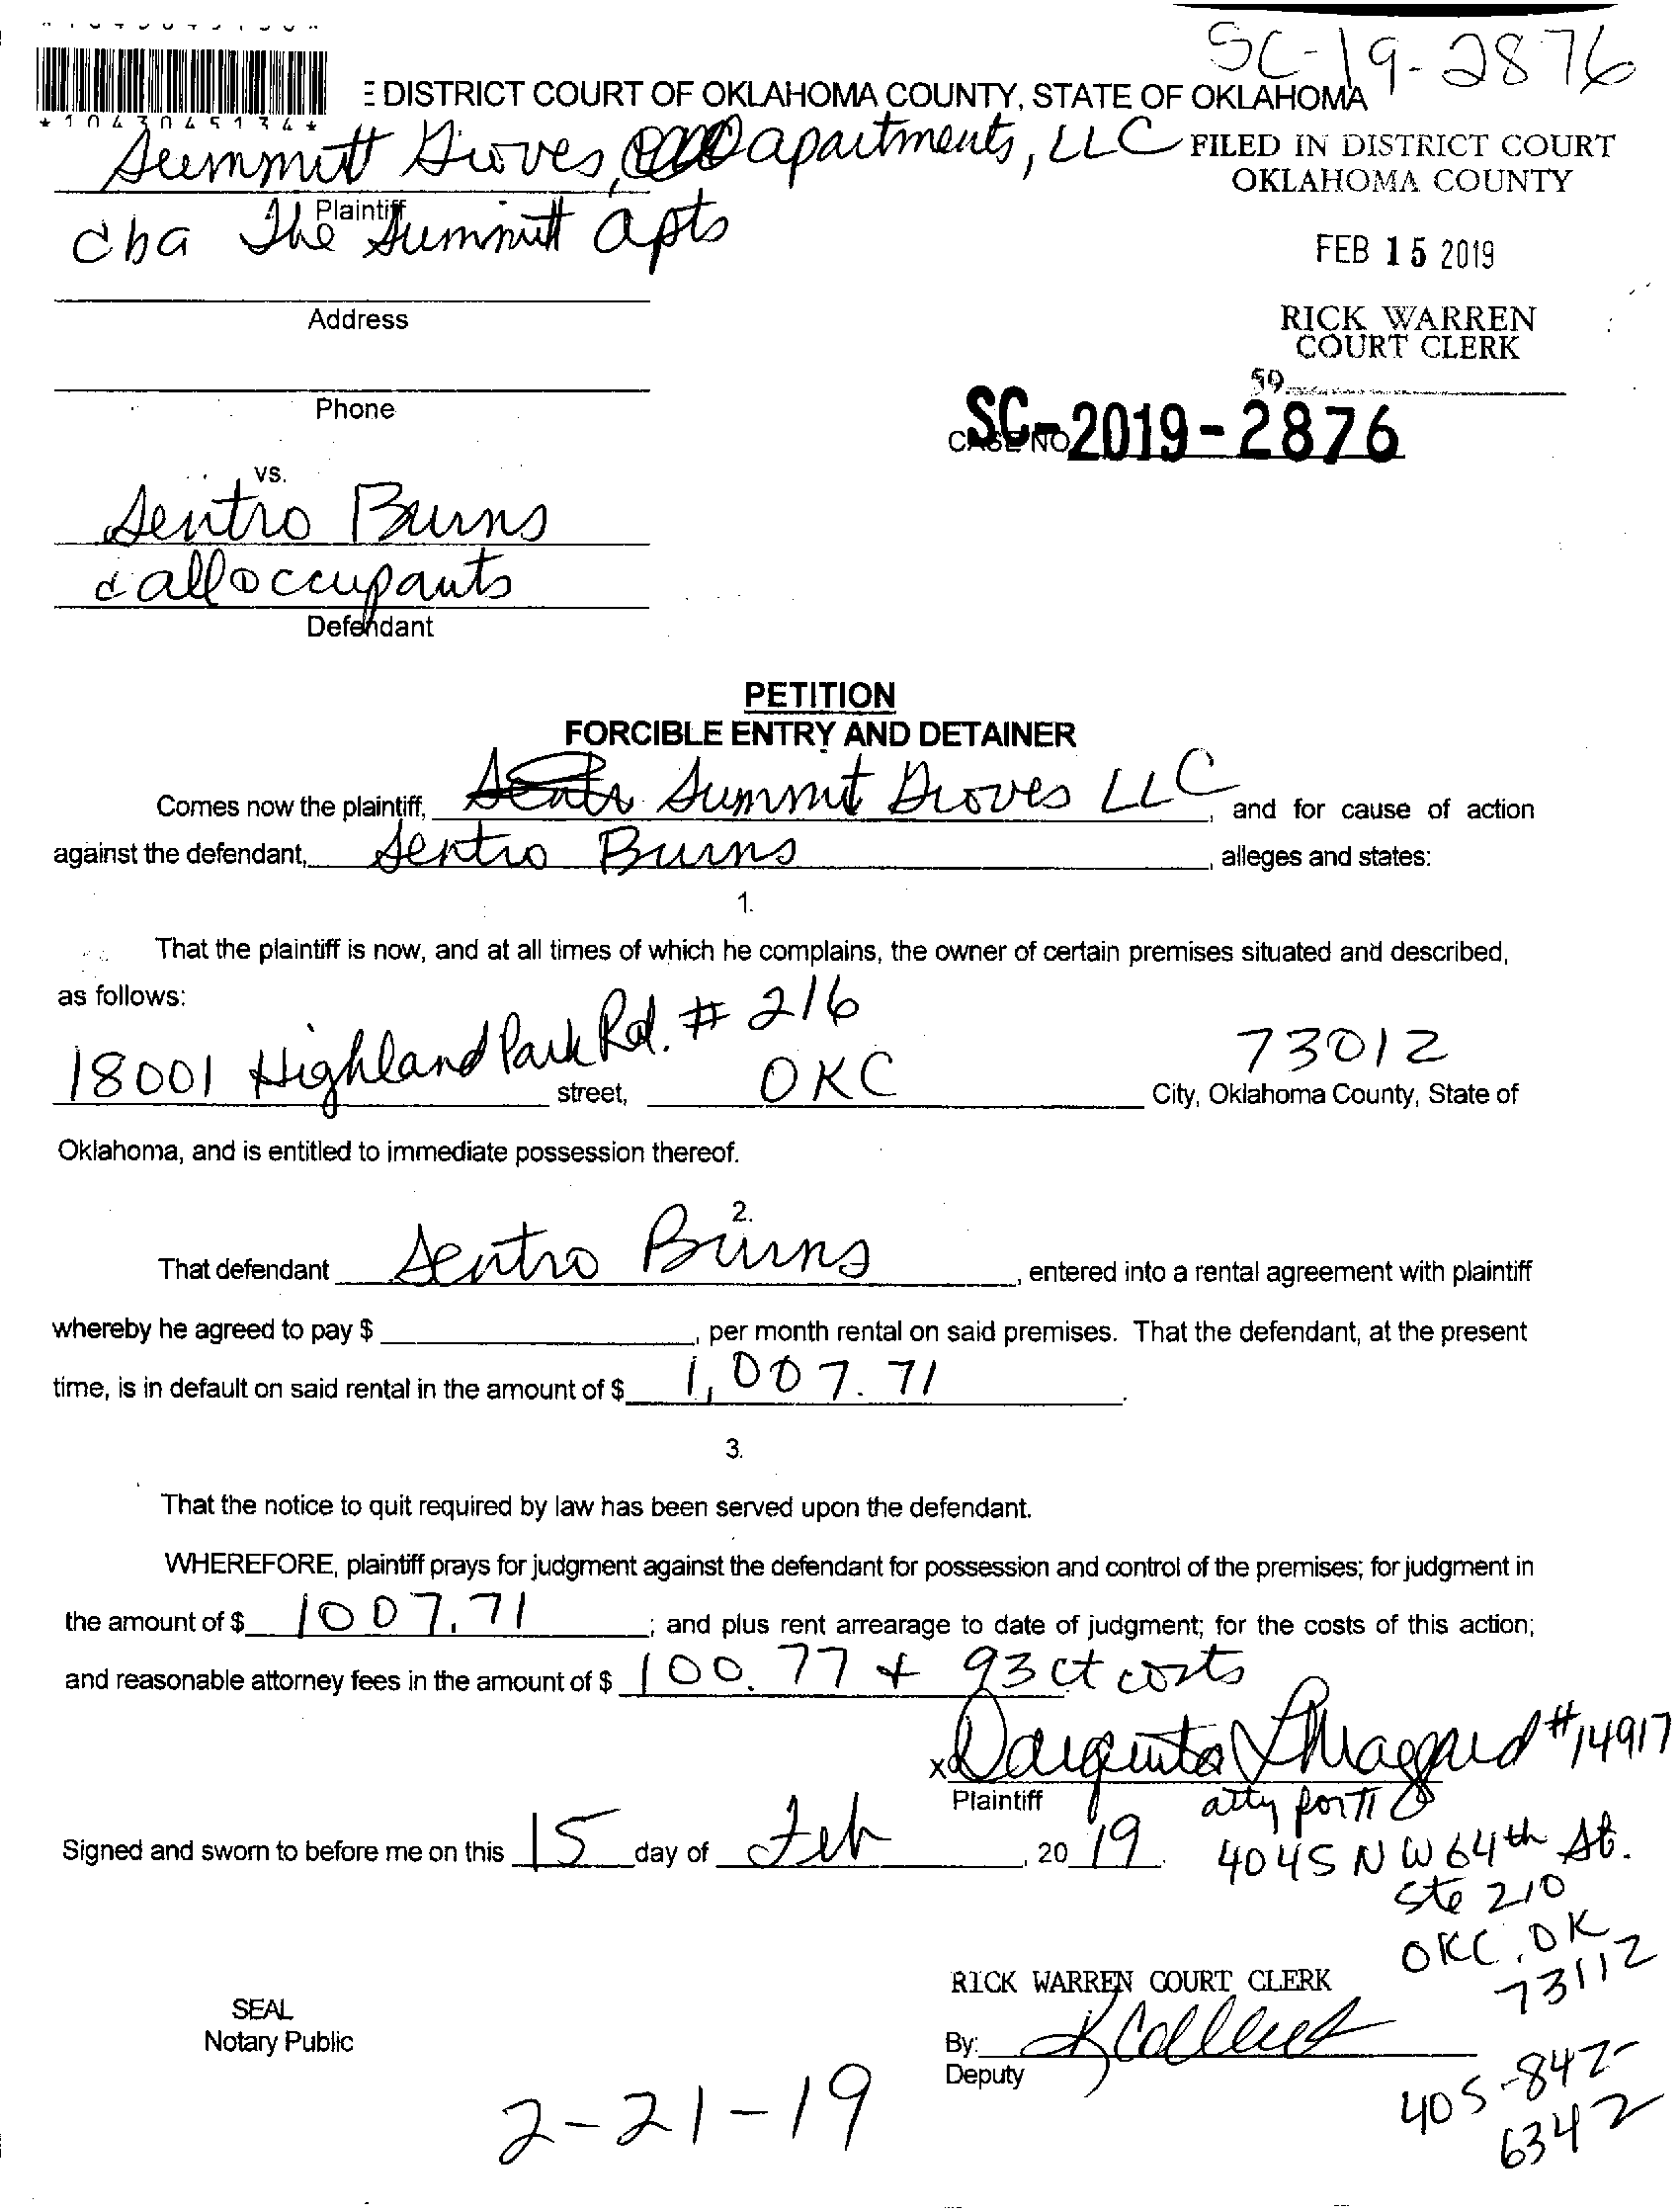 SC-19-2876
E DISTRICT COURT OF OKLAHOMA COUNTY, STATE OF OKLAHOMA
*1043045134*
Summitt Groves, apartments, LLC
FILED IN DISTRICT COURT
OKLAHOMA COUNTY
Plaintiff
dba The Summitt apts
FEB 15 2019
Address
RICK WARREN
COURT CLERK
59
Phone
CASE NO
SC-2019-2876
vs.
Sentro Burns
& all occupants
Defendant
PETITION
FORCIBLE ENTRY AND DETAINER
Comes now the plaintiff, Summit Groves LLC, and for cause of action
against the defendant, Sentro Burns, alleges and states:
1.
That the plaintiff is now, and at all times of which he complains, the owner of certain premises situated and described,
as follows:
18001 Highland Park Rd. # 216 street, OKC 73012 City, Oklahoma County, State of
Oklahoma, and is entitled to immediate possession thereof.
2.
That defendant Sentro Burns, entered into a rental agreement with plaintiff
whereby he agreed to pay $, per month rental on said premises. That the defendant, at the present
time, is in default on said rental in the amount of $ 1,007.71.
3.
That the notice to quit required by law has been served upon the defendant.
WHEREFORE, plaintiff prays for judgment against the defendant for possession and control of the premises; for judgment in
the amount of $ 1007.71; and plus rent arrearage to date of judgment; for the costs of this action;
and reasonable attorney fees in the amount of $ 100.77 + 93 ct costs
x #14917
Plaintiff atty for π
Signed and sworn to before me on this 15 day of Feb, 20 19.
4045 NW 64th St.
Ste 210
OKC, OK
73112
RICK WARREN COURT CLERK
SEAL
Notary Public
By:
Deputy
405-842-
6342
2-21-19